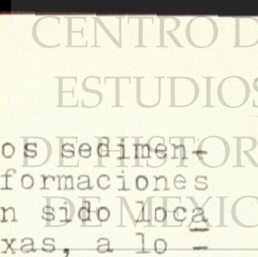 CENTRO D
ESTUDIOS
os sedimen-
DE HISTOR
formaciones
n sido loca
DE MEXIC
xas, a lo =